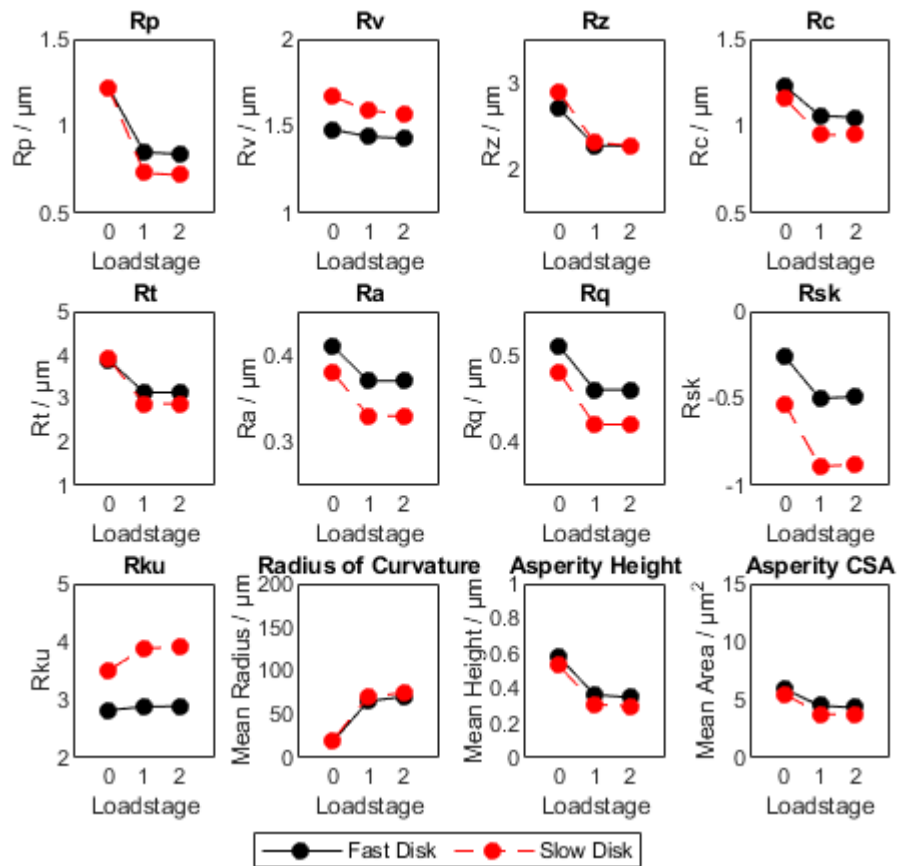 Rp
Rv
Rz
Rc
1.5
1
0.5
Rp / µm
0 1 2
Loadstage
2
1.5
1
Rv / µm
0 1 2
Loadstage
3
2
Rz / µm
0 1 2
Loadstage
1.5
1
0.5
Rc / µm
0 1 2
Loadstage
Rt
Ra
Rq
Rsk
5
4
3
2
1
Rt / µm
0 1 2
Loadstage
0.4
0.3
Ra / µm
0 1 2
Loadstage
0.5
0.4
Rq / µm
0 1 2
Loadstage
0
-0.5
-1
Rsk
0 1 2
Loadstage
Rku
Radius of Curvature
Asperity Height
Asperity CSA
5
4
3
2
Rku
0 1 2
Loadstage
200
150
100
50
0
Mean Radius / µm
0 1 2
Loadstage
1
0.8
0.6
0.4
0.2
0
Mean Height / µm
0 1 2
Loadstage
15
10
5
0
Mean Area / µm²
0 1 2
Loadstage
Fast Disk
Slow Disk